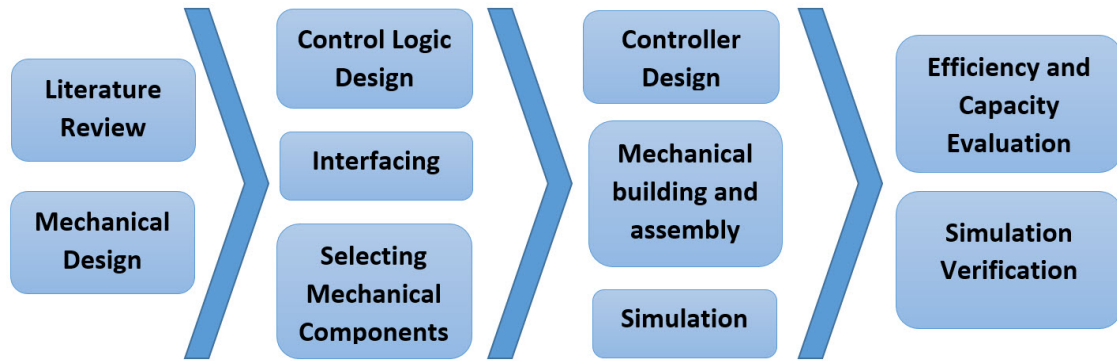 Literature
Review
Mechanical
Design
Control Logic
Design
Interfacing
Selecting
Mechanical
Components
Controller
Design
Mechanical
building and
assembly
Simulation
Efficiency and
Capacity
Evaluation
Simulation
Verification